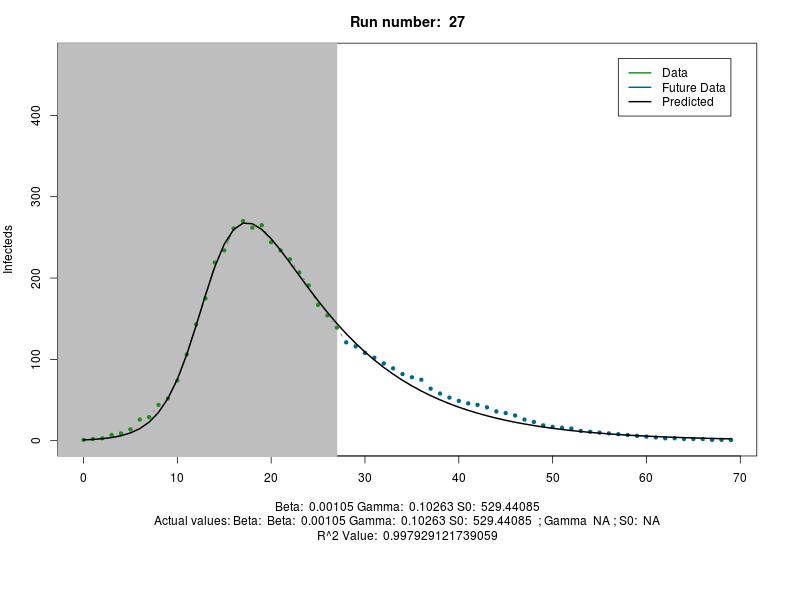 Run number:  27
Data
Future Data
Predicted
400
300
200
100
0
Infecteds
0 10 20 30 40 50 60 70
Beta:  0.00105 Gamma:  0.10263 S0:  529.44085
Actual values: Beta:  Beta:  0.00105 Gamma:  0.10263 S0:  529.44085  ; Gamma  NA ; S0:  NA
R^2 Value:  0.997929121739059